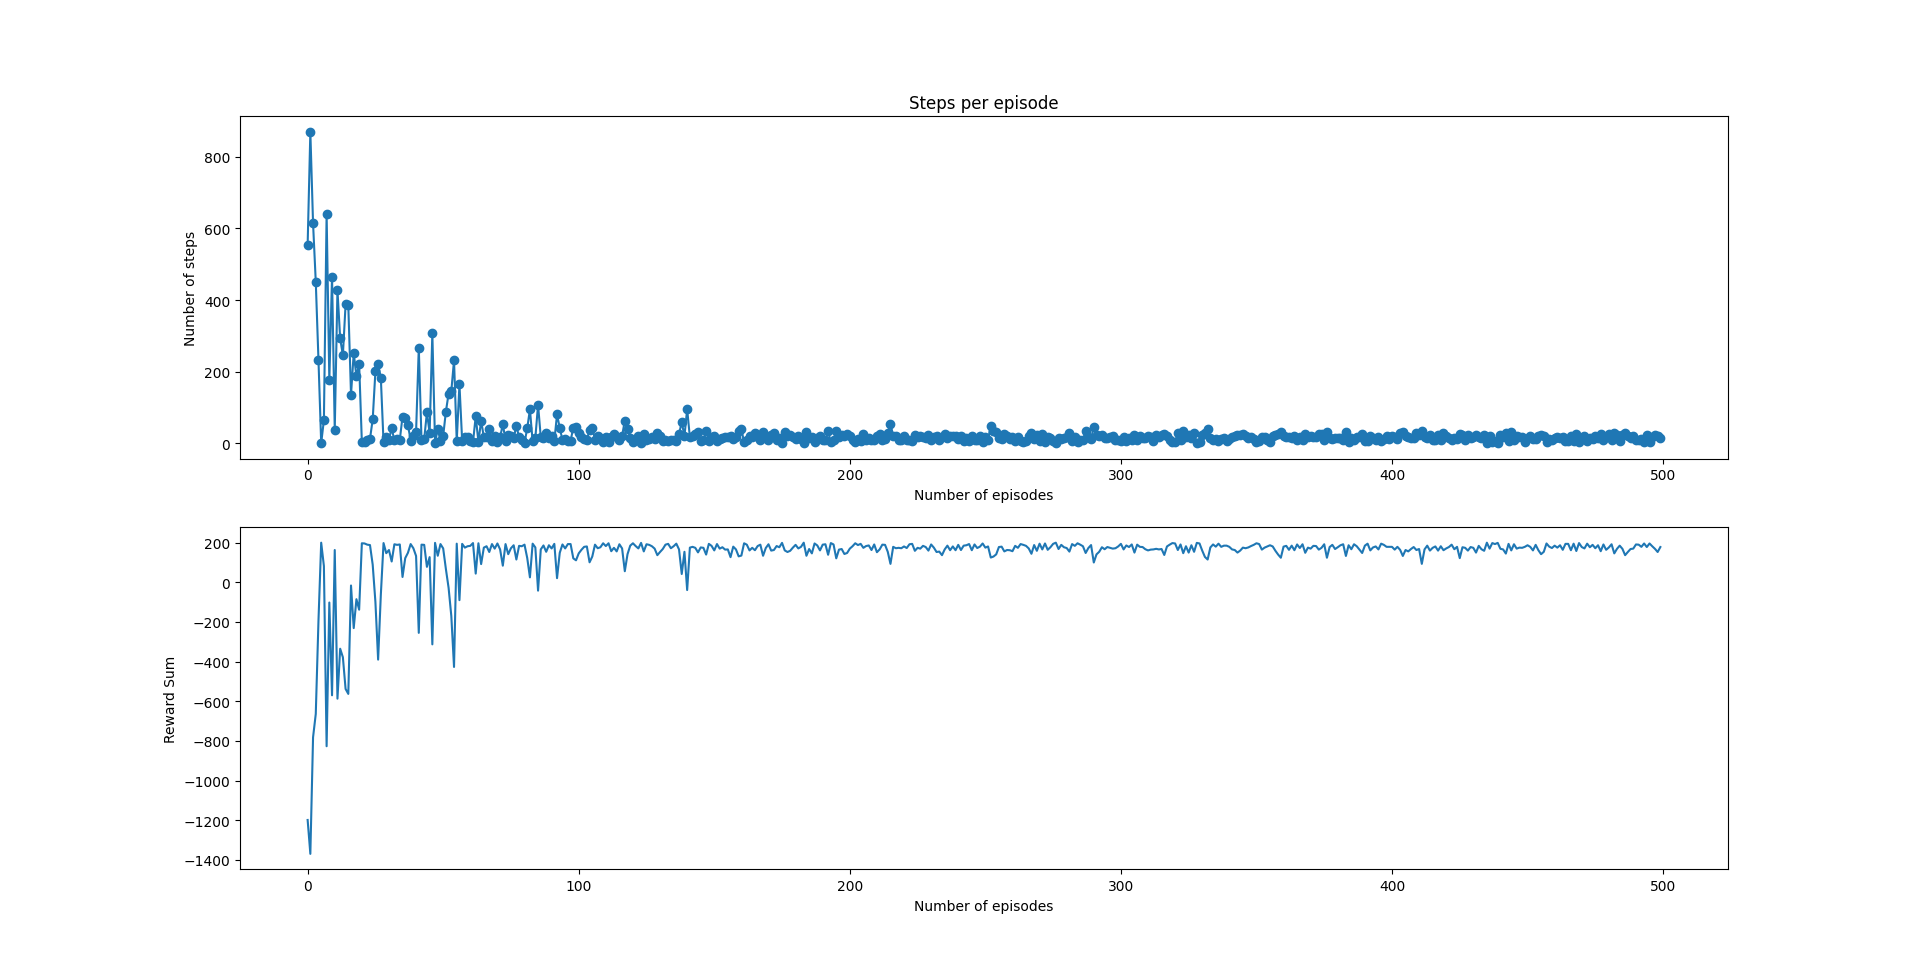 Steps per episode
800
600
400
200
0
Number of steps
0 100 200 300 400 500
Number of episodes
200
0
−200
−400
−600
−800
−1000
−1200
−1400
Reward Sum
0 100 200 300 400 500
Number of episodes